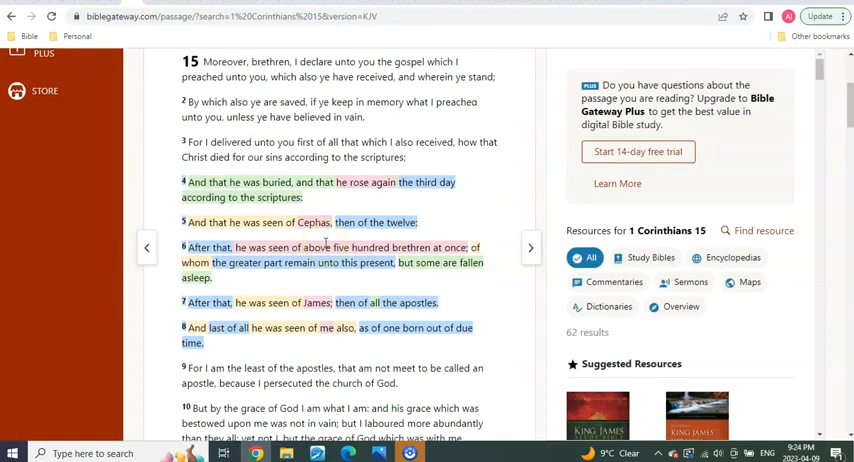 biblegateway.com/passage/?search=1%20Corinthians%2015&version=KJV
AI
Update
Bible
Personal
Other bookmarks
PLUS
STORE
15 Moreover, brethren, I declare unto you the gospel which I
preached unto you, which also ye have received, and wherein ye stand;
2 By which also ye are saved, if ye keep in memory what I preached
unto you, unless ye have believed in vain.
3 For I delivered unto you first of all that which I also received, how that
Christ died for our sins according to the scriptures;
4 And that he was buried, and that he rose again the third day
according to the scriptures:
5 And that he was seen of Cephas, then of the twelve:
6 After that, he was seen of above five hundred brethren at once; of
whom the greater part remain unto this present, but some are fallen
asleep.
7 After that, he was seen of James; then of all the apostles.
8 And last of all he was seen of me also, as of one born out of due
time.
9 For I am the least of the apostles, that am not meet to be called an
apostle, because I persecuted the church of God.
10 But by the grace of God I am what I am: and his grace which was
bestowed upon me was not in vain; but I laboured more abundantly
than they all: yet not I, but the grace of God which was with me.
PLUS Do you have questions about the
passage you are reading? Upgrade to Bible
Gateway Plus to get the best value in
digital Bible study.
Start 14-day free trial
Learn More
Resources for 1 Corinthians 15
Find resource
All
Study Bibles
Encyclopedias
Commentaries
Sermons
Maps
Dictionaries
Overview
62 results
Suggested Resources
KING JAMES
KING JAMES
Type here to search
9°C Clear
ENG
9:24 PM
2023-04-09